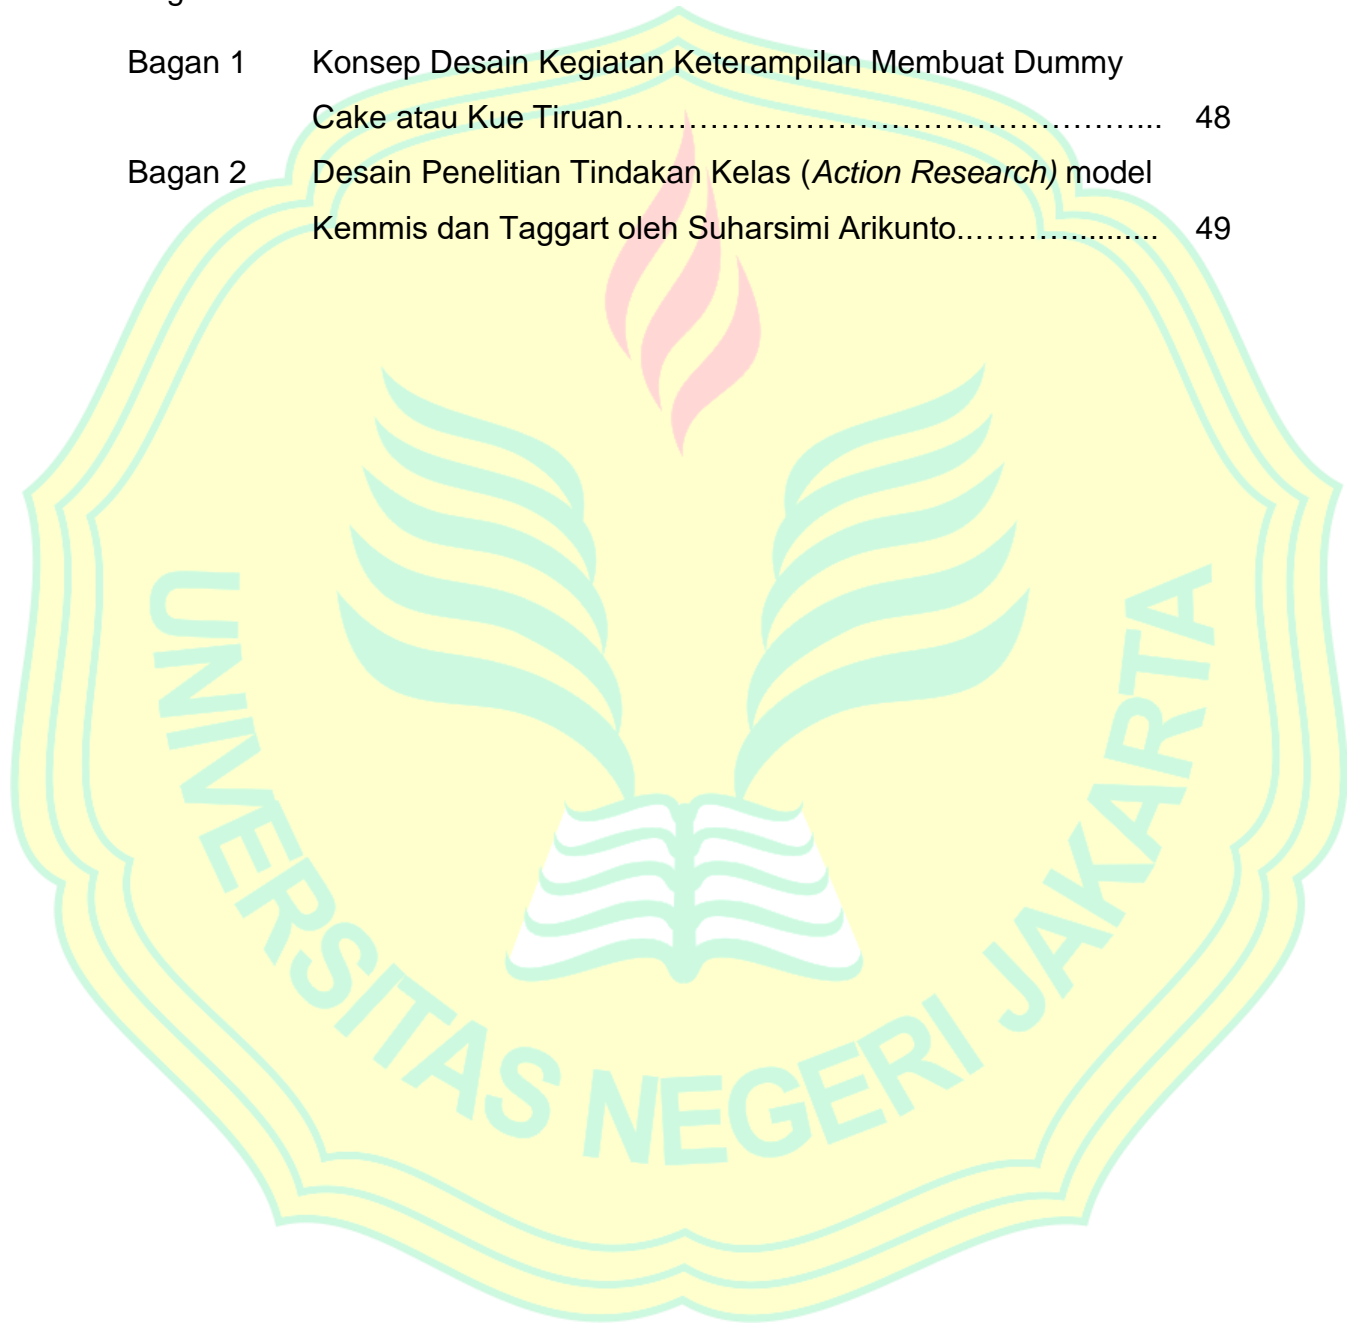 Bagan 1 Konsep Desain Kegiatan Keterampilan Membuat Dummy
Cake atau Kue Tiruan……………………………………………... 48
Bagan 2 Desain Penelitian Tindakan Kelas (Action Research) model
Kemmis dan Taggart oleh Suharsimi Arikunto..……….......... 49
UNIVERSITAS NEGERI JAKARTA